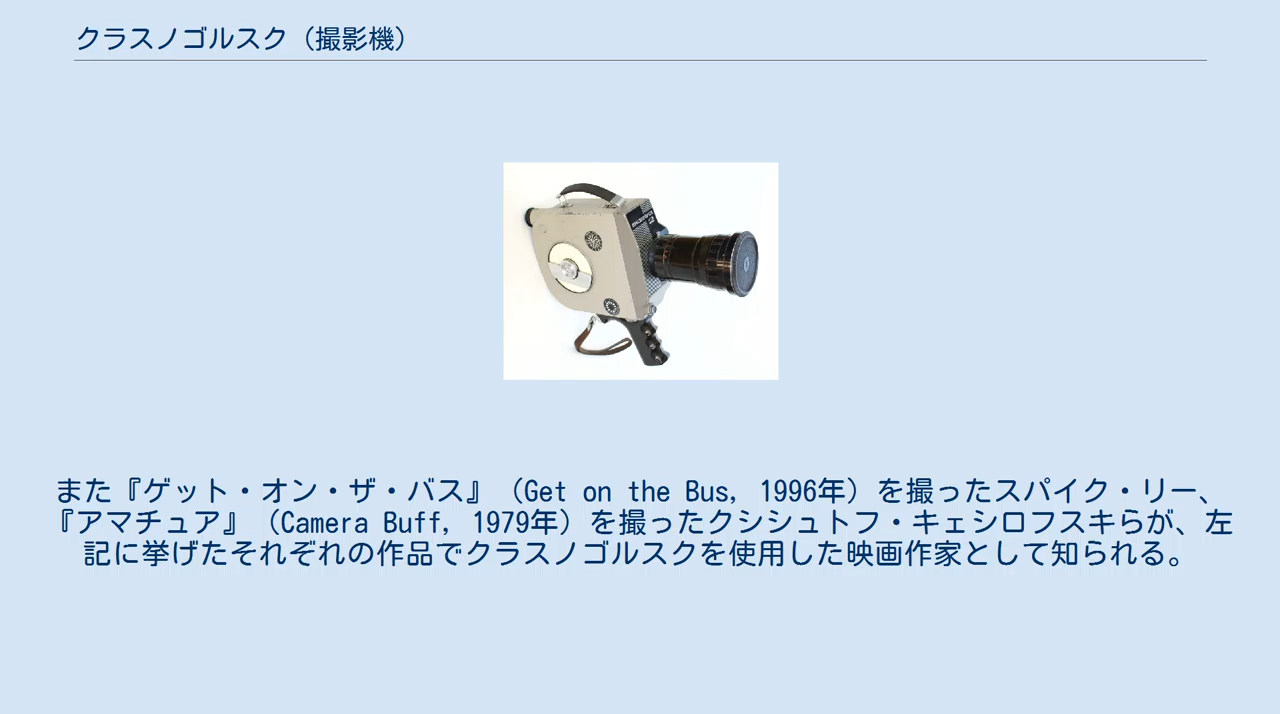 クラスノゴルスク（撮影機）
また『ゲット・オン・ザ・バス』（Get on the Bus, 1996年）を撮ったスパイク・リー、
『アマチュア』（Camera Buff, 1979年）を撮ったクシシュトフ・キェシロフスキらが、左
記に挙げたそれぞれの作品でクラスノゴルスクを使用した映画作家として知られる。